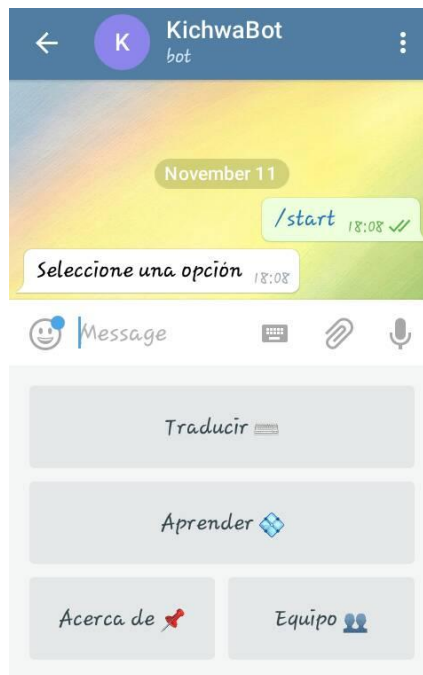 K
KichwaBot
bot
November 11
/start 18:08
Seleccione una opción 18:08
Message
Traducir
Aprender
Acerca de
Equipo